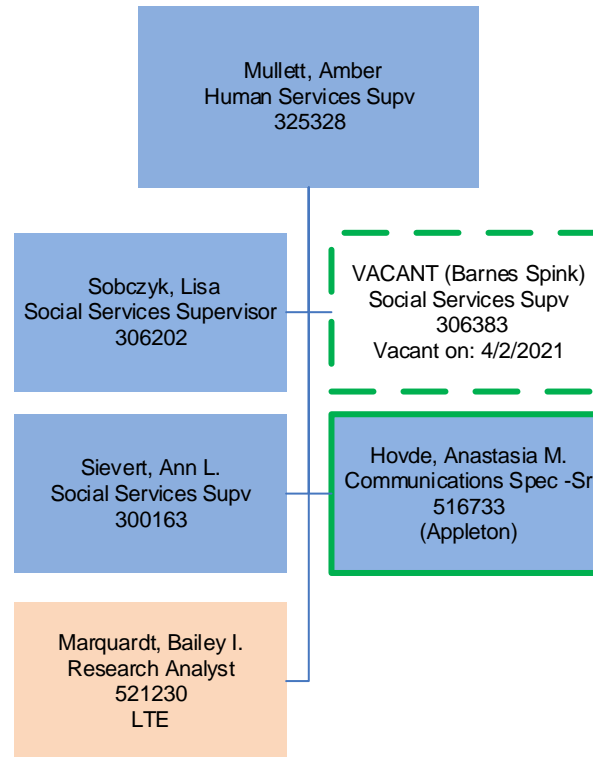 Mullett, Amber
Human Services Supv
325328
Sobczyk, Lisa
Social Services Supervisor
306202
VACANT (Barnes Spink)
Social Services Supv
306383
Vacant on: 4/2/2021
Sievert, Ann L.
Social Services Supv
300163
Hovde, Anastasia M.
Communications Spec -Sr
516733
(Appleton)
Marquardt, Bailey I.
Research Analyst
521230
LTE